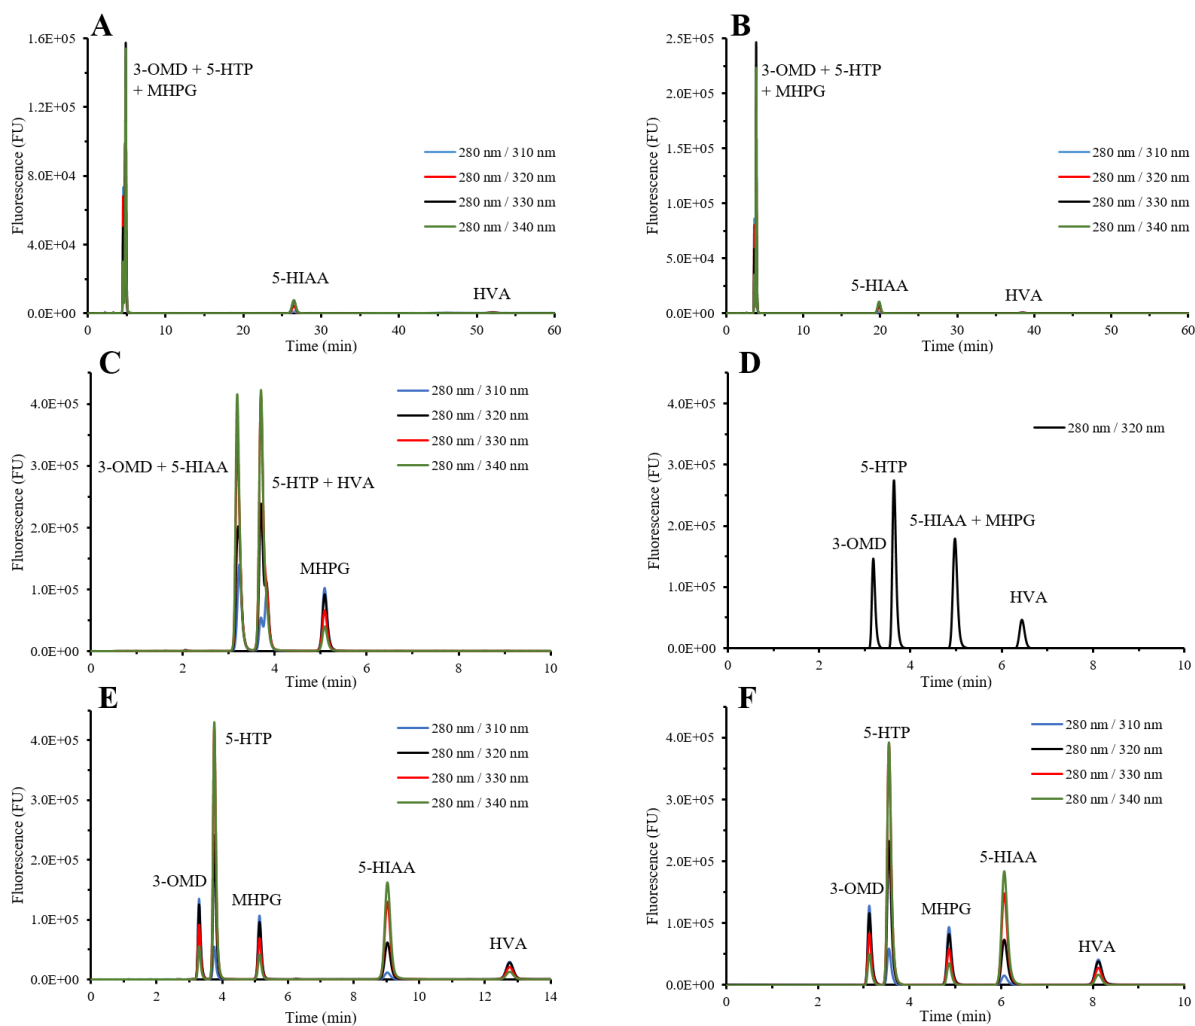 A
1.6E+05
1.2E+05
8.0E+04
4.0E+04
0.0E+00
Fluorescence (FU)
3-OMD + 5-HTP
+ MHPG
280 nm / 310 nm
280 nm / 320 nm
280 nm / 330 nm
280 nm / 340 nm
5-HIAA
HVA
0 10 20 30 40 50 60
Time (min)
B
2.5E+05
2.0E+05
1.5E+05
1.0E+05
5.0E+04
0.0E+00
Fluorescence (FU)
3-OMD + 5-HTP
+ MHPG
280 nm / 310 nm
280 nm / 320 nm
280 nm / 330 nm
280 nm / 340 nm
5-HIAA
HVA
0 10 20 30 40 50 60
Time (min)
C
4.0E+05
3.0E+05
2.0E+05
1.0E+05
0.0E+00
Fluorescence (FU)
280 nm / 310 nm
280 nm / 320 nm
280 nm / 330 nm
280 nm / 340 nm
3-OMD + 5-HIAA
5-HTP + HVA
MHPG
0 2 4 6 8 10
Time (min)
D
4.0E+05
3.0E+05
2.0E+05
1.0E+05
0.0E+00
Fluorescence (FU)
280 nm / 320 nm
5-HTP
5-HIAA + MHPG
3-OMD
HVA
0 2 4 6 8 10
Time (min)
E
4.0E+05
3.0E+05
2.0E+05
1.0E+05
0.0E+00
Fluorescence (FU)
280 nm / 310 nm
280 nm / 320 nm
280 nm / 330 nm
280 nm / 340 nm
5-HTP
3-OMD
MHPG
5-HIAA
HVA
0 2 4 6 8 10 12 14
Time (min)
F
4.0E+05
3.0E+05
2.0E+05
1.0E+05
0.0E+00
Fluorescence (FU)
280 nm / 310 nm
280 nm / 320 nm
280 nm / 330 nm
280 nm / 340 nm
5-HTP
3-OMD
MHPG
5-HIAA
HVA
0 2 4 6 8 10
Time (min)